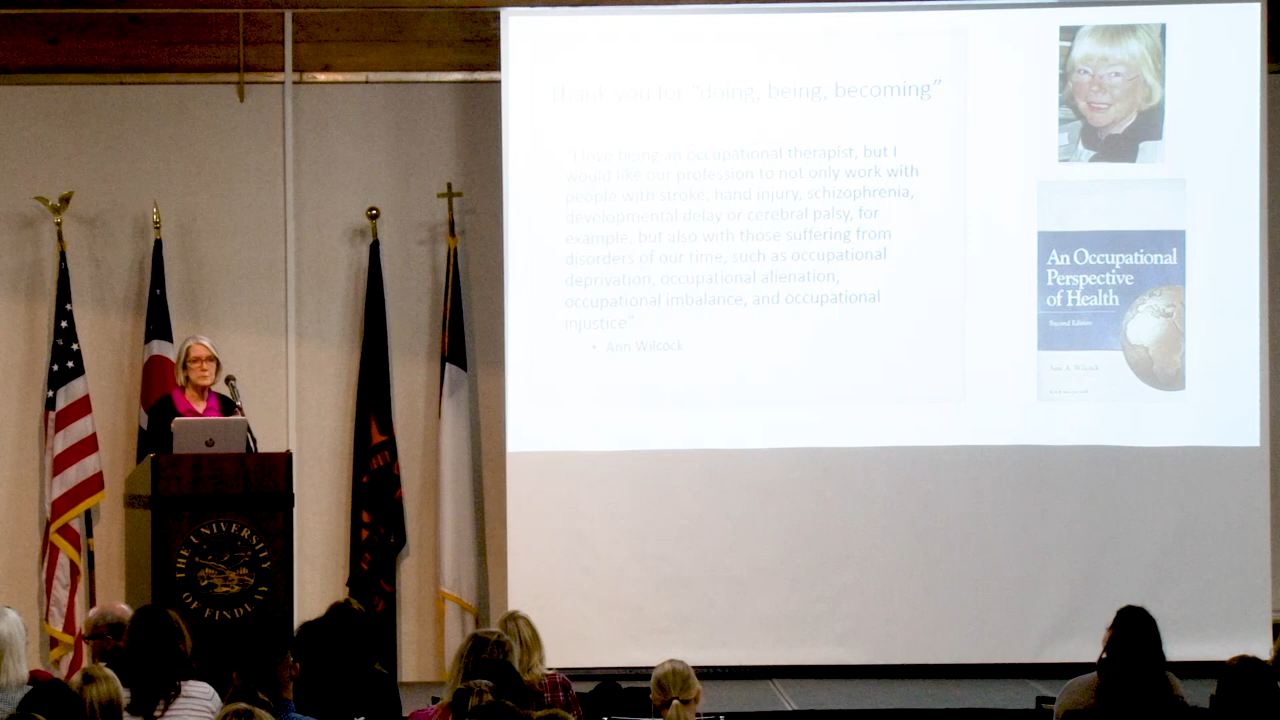 Thank you for "doing, being, becoming"
"I love being an occupational therapist, but I
would like our profession to not only work with
people with stroke, hand injury, schizophrenia,
developmental delay or cerebral palsy, for
example, but also with those suffering from
disorders of our time, such as occupational
deprivation, occupational alienation,
occupational imbalance, and occupational
injustice"
• Ann Wilcock
An Occupational
Perspective
of Health
Second Edition
Ann A. Wilcock
THE UNIVERSITY
OF FINDLAY